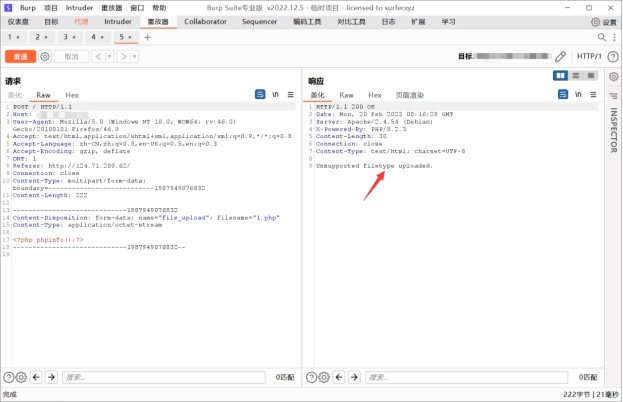 Burp Intruder 重放器 窗口 帮助 Burp Suite专业版 v2022.12.5 - 临时项目 - licensed to surferxyz
仪表盘 目标 代理 Intruder 重放器 Collaborator Sequencer 编码工具 对比工具 日志 扩展 学习 设置
1 × 2 × 3 × 4 × 5 × +
发送 取消 < > 目标: HTTP/1
请求
美化 Raw Hex \n
1 POST / HTTP/1.1
2 Host:
3 User-Agent: Mozilla/5.0 (Windows NT 10.0; WOW64; rv:46.0)
Gecko/20100101 Firefox/46.0
4 Accept: text/html,application/xhtml+xml,application/xml;q=0.9,*/*;q=0.8
5 Accept-Language: zh-CN,zh;q=0.8,en-US;q=0.5,en;q=0.3
6 Accept-Encoding: gzip, deflate
7 DNT: 1
8 Referer: http://124.71.200.62/
9 Connection: close
10 Content-Type: multipart/form-data;
boundary=---------------------------1987949076832
11 Content-Length: 222
12
13 -----------------------------1987949076832
14 Content-Disposition: form-data; name="file_upload"; filename="1.php"
15 Content-Type: application/octet-stream
16
17 <?php phpinfo();?>
18 -----------------------------1987949076832--
19
搜索... 0匹配
响应
美化 Raw Hex 页面渲染 \n
1 HTTP/1.1 200 OK
2 Date: Mon, 20 Feb 2023 08:16:28 GMT
3 Server: Apache/2.4.54 (Debian)
4 X-Powered-By: PHP/8.2.3
5 Content-Length: 30
6 Connection: close
7 Content-Type: text/html; charset=UTF-8
8
9 Unsupported filetype uploaded.
搜索... 0匹配
INSPECTOR
完成 222字节 | 21毫秒